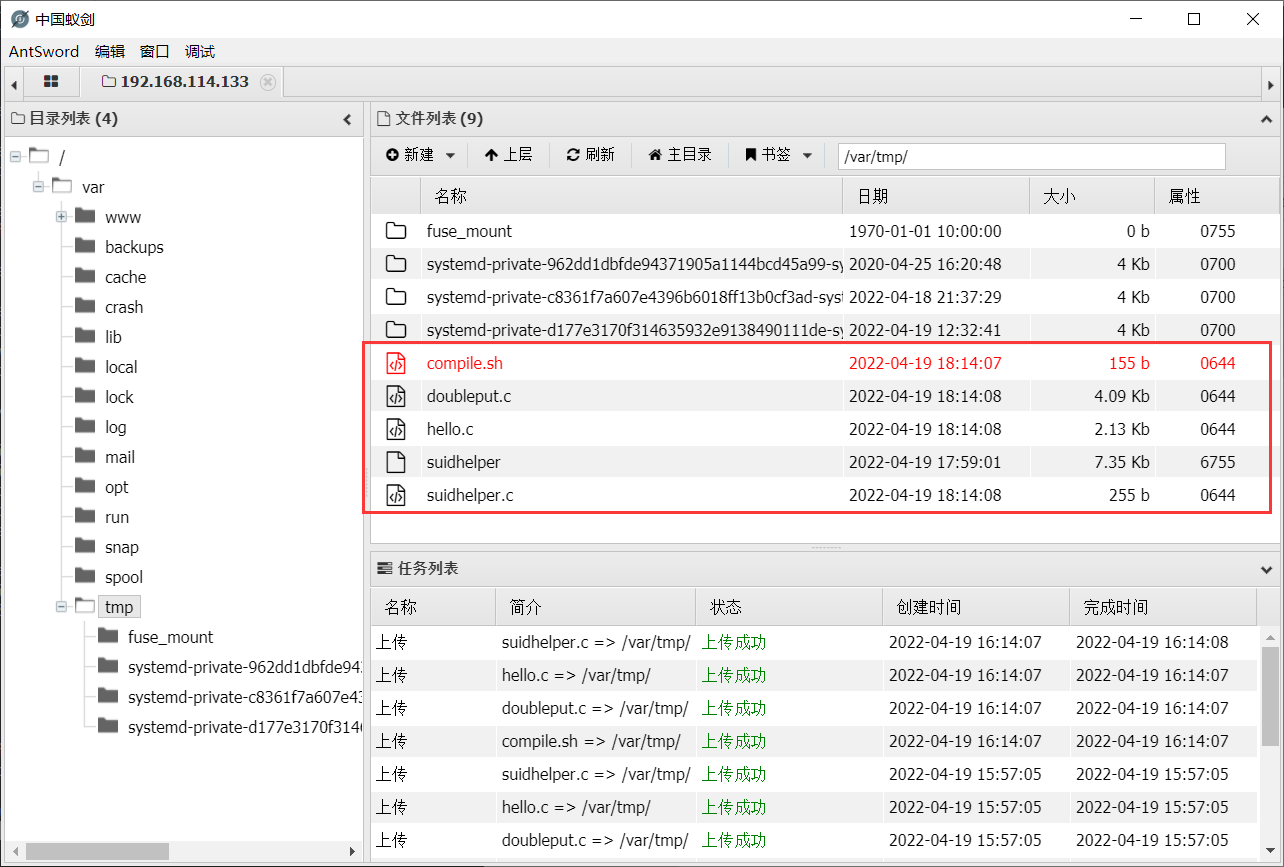 中国蚁剑
AntSword 编辑 窗口 调试
192.168.114.133
目录列表 (4)
/
var
www
backups
cache
crash
lib
local
lock
log
mail
opt
run
snap
spool
tmp
fuse_mount
systemd-private-962dd1dbfde943
systemd-private-c8361f7a607e43
systemd-private-d177e3170f3146
文件列表 (9)
新建 上层 刷新 主目录 书签 /var/tmp/
名称 日期 大小 属性
fuse_mount 1970-01-01 10:00:00 0 b 0755
systemd-private-962dd1dbfde94371905a1144bcd45a99-sy 2020-04-25 16:20:48 4 Kb 0700
systemd-private-c8361f7a607e4396b6018ff13b0cf3ad-syst 2022-04-18 21:37:29 4 Kb 0700
systemd-private-d177e3170f314635932e9138490111de-sy 2022-04-19 12:32:41 4 Kb 0700
compile.sh 2022-04-19 18:14:07 155 b 0644
doubleput.c 2022-04-19 18:14:08 4.09 Kb 0644
hello.c 2022-04-19 18:14:08 2.13 Kb 0644
suidhelper 2022-04-19 17:59:01 7.35 Kb 6755
suidhelper.c 2022-04-19 18:14:08 255 b 0644
任务列表
名称 简介 状态 创建时间 完成时间
上传 suidhelper.c => /var/tmp/ 上传成功 2022-04-19 16:14:07 2022-04-19 16:14:08
上传 hello.c => /var/tmp/ 上传成功 2022-04-19 16:14:07 2022-04-19 16:14:07
上传 doubleput.c => /var/tmp/ 上传成功 2022-04-19 16:14:07 2022-04-19 16:14:07
上传 compile.sh => /var/tmp/ 上传成功 2022-04-19 16:14:07 2022-04-19 16:14:07
上传 suidhelper.c => /var/tmp/ 上传成功 2022-04-19 15:57:05 2022-04-19 15:57:05
上传 hello.c => /var/tmp/ 上传成功 2022-04-19 15:57:05 2022-04-19 15:57:05
上传 doubleput.c => /var/tmp/ 上传成功 2022-04-19 15:57:05 2022-04-19 15:57:05